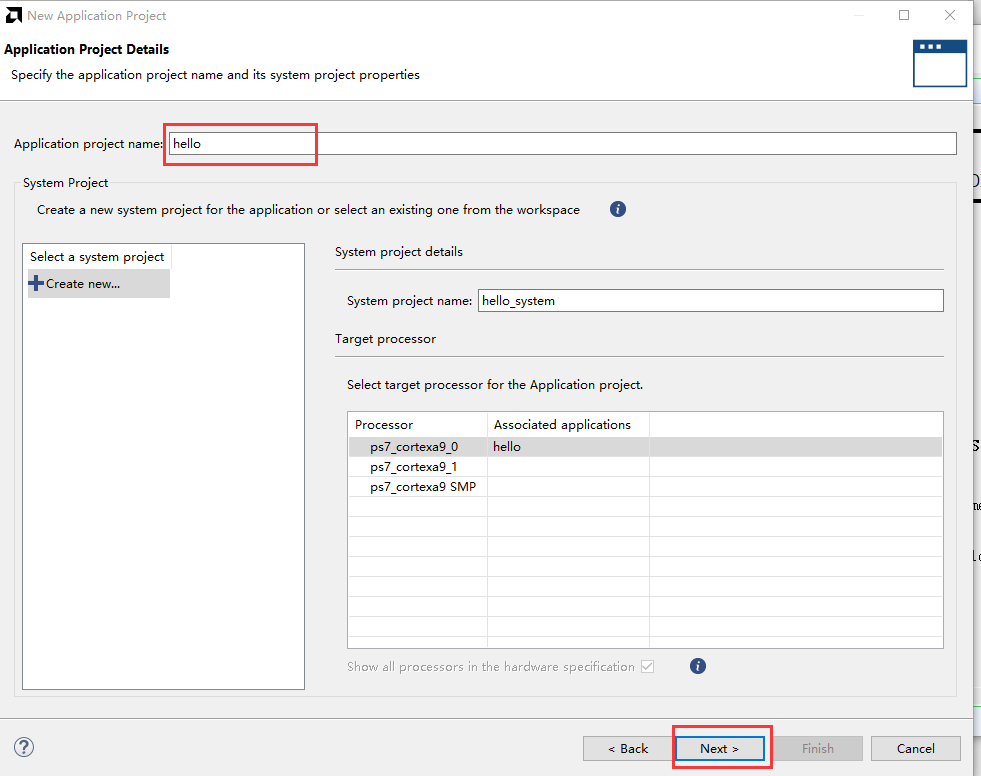 New Application Project
Application Project Details
Specify the application project name and its system project properties
Application project name: hello
System Project
Create a new system project for the application or select an existing one from the workspace
Select a system project
Create new...
System project details
System project name: hello_system
Target processor
Select target processor for the Application project.
Processor Associated applications
ps7_cortexa9_0 hello
ps7_cortexa9_1
ps7_cortexa9 SMP
Show all processors in the hardware specification
< Back Next > Finish Cancel